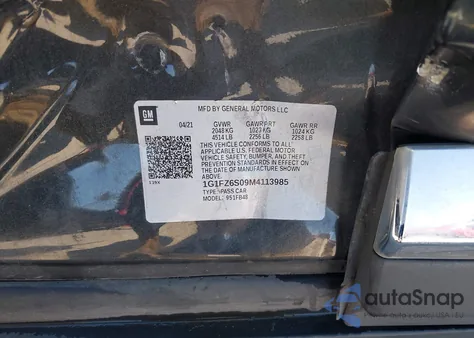 MFD BY GENERAL MOTORS LLC
GM
04/21 GVWR GAWR FRT GAWR RR
2048 KG 1023 KG 1024 KG
4514 LB 2256 LB 2258 LB
THIS VEHICLE CONFORMS TO ALL
APPLICABLE U.S. FEDERAL MOTOR
VEHICLE SAFETY, BUMPER, AND THEFT
PREVENTION STANDARDS IN EFFECT ON
THE DATE OF MANUFACTURE SHOWN ABOVE.
1G1FZ6S09M4113985
TYPE: PASS CAR
MODEL: 951FB48
autoSnap